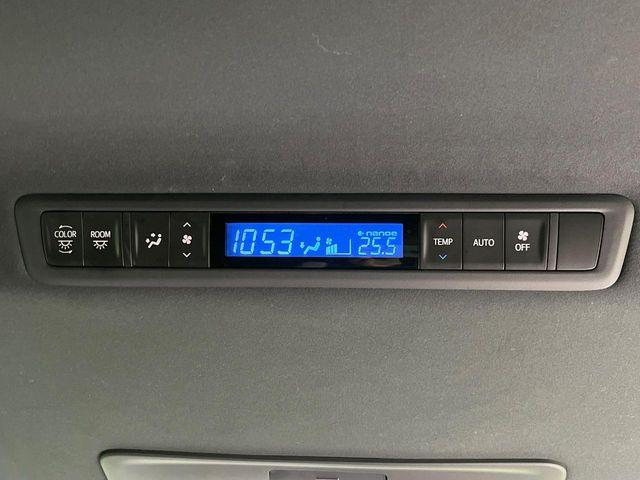 COLOR
ROOM
1053
nanoe
25.5
TEMP
AUTO
OFF